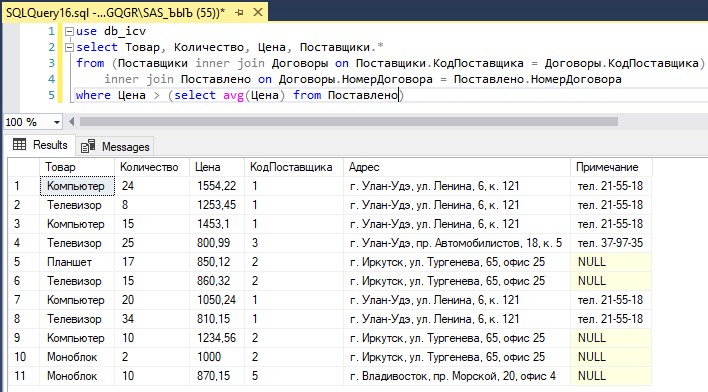 SQLQuery16.sql -...GQGR\SAS_ЪЫЬ (55))*
1 use db_icv
2 select Товар, Количество, Цена, Поставщики.*
3 from (Поставщики inner join Договоры on Поставщики.КодПоставщика = Договоры.КодПоставщика)
4 inner join Поставлено on Договоры.НомерДоговора = Поставлено.НомерДоговора
5 where Цена > (select avg(Цена) from Поставлено)
100 %
Results Messages
Товар Количество Цена КодПоставщика Адрес Примечание
1 Компьютер 24 1554,22 1 г. Улан-Удэ, ул. Ленина, 6, к. 121 тел. 21-55-18
2 Телевизор 8 1253,45 1 г. Улан-Удэ, ул. Ленина, 6, к. 121 тел. 21-55-18
3 Компьютер 15 1453,1 1 г. Улан-Удэ, ул. Ленина, 6, к. 121 тел. 21-55-18
4 Телевизор 25 800,99 3 г. Улан-Удэ, пр. Автомобилистов, 18, к. 5 тел. 37-97-35
5 Планшет 17 850,12 2 г. Иркутск, ул. Тургенева, 65, офис 25 NULL
6 Телевизор 15 860,32 2 г. Иркутск, ул. Тургенева, 65, офис 25 NULL
7 Компьютер 20 1050,24 1 г. Улан-Удэ, ул. Ленина, 6, к. 121 тел. 21-55-18
8 Телевизор 34 810,15 1 г. Улан-Удэ, ул. Ленина, 6, к. 121 тел. 21-55-18
9 Компьютер 10 1234,56 2 г. Иркутск, ул. Тургенева, 65, офис 25 NULL
10 Моноблок 2 1000 2 г. Иркутск, ул. Тургенева, 65, офис 25 NULL
11 Моноблок 10 870,15 5 г. Владивосток, пр. Морской, 20, офис 4 NULL